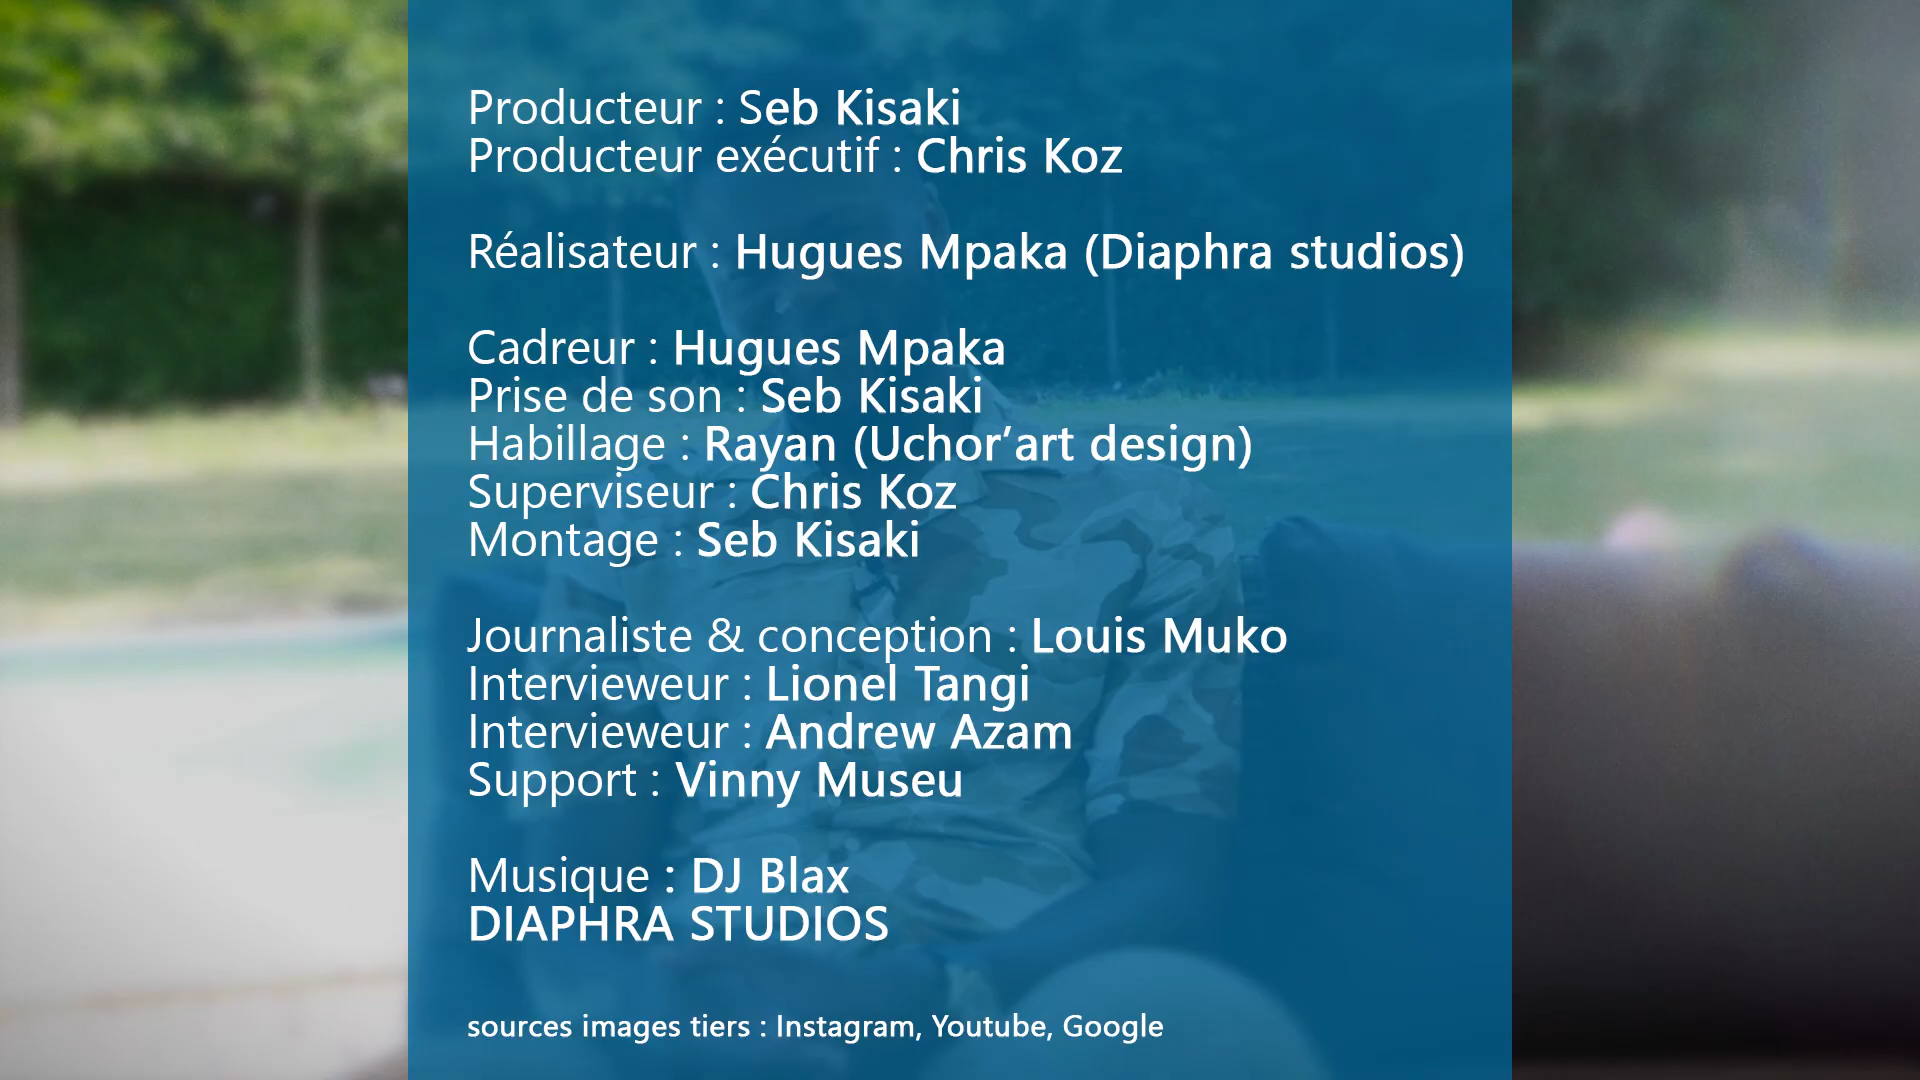 Producteur : Seb Kisaki
Producteur exécutif : Chris Koz
Réalisateur : Hugues Mpaka (Diaphra studios)
Cadreur : Hugues Mpaka
Prise de son : Seb Kisaki
Habillage : Rayan (Uchor’art design)
Superviseur : Chris Koz
Montage : Seb Kisaki
Journaliste & conception : Louis Muko
Intervieweur : Lionel Tangi
Intervieweur : Andrew Azam
Support : Vinny Museu
Musique : DJ Blax
DIAPHRA STUDIOS
sources images tiers : Instagram, Youtube, Google